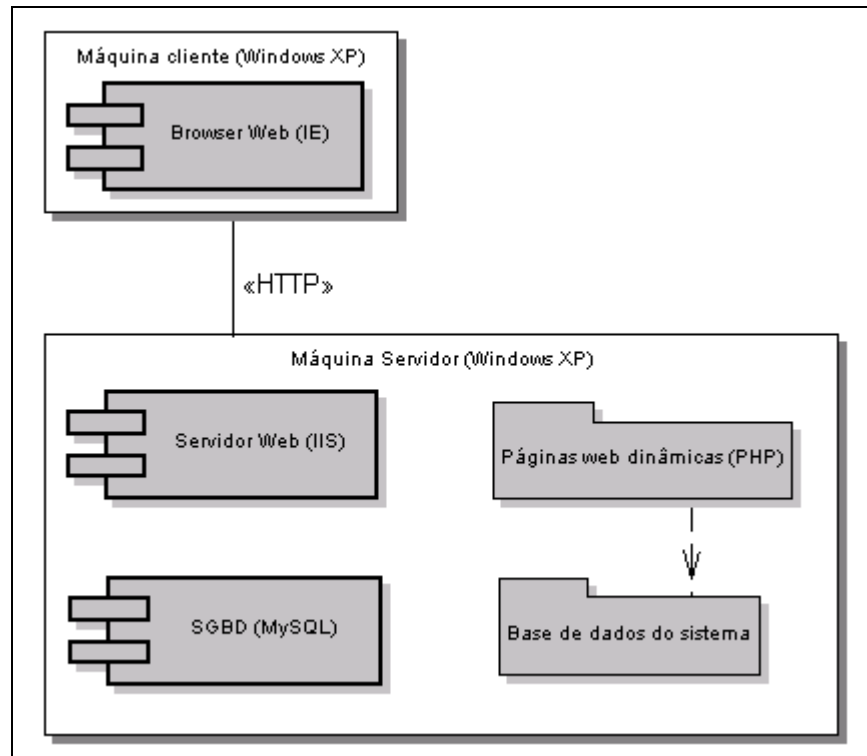 Máquina cliente (Windows XP)
Browser Web (IE)
«HTTP»
Máquina Servidor (Windows XP)
Servidor Web (IIS)
Páginas web dinâmicas (PHP)
SGBD (MySQL)
Base de dados do sistema